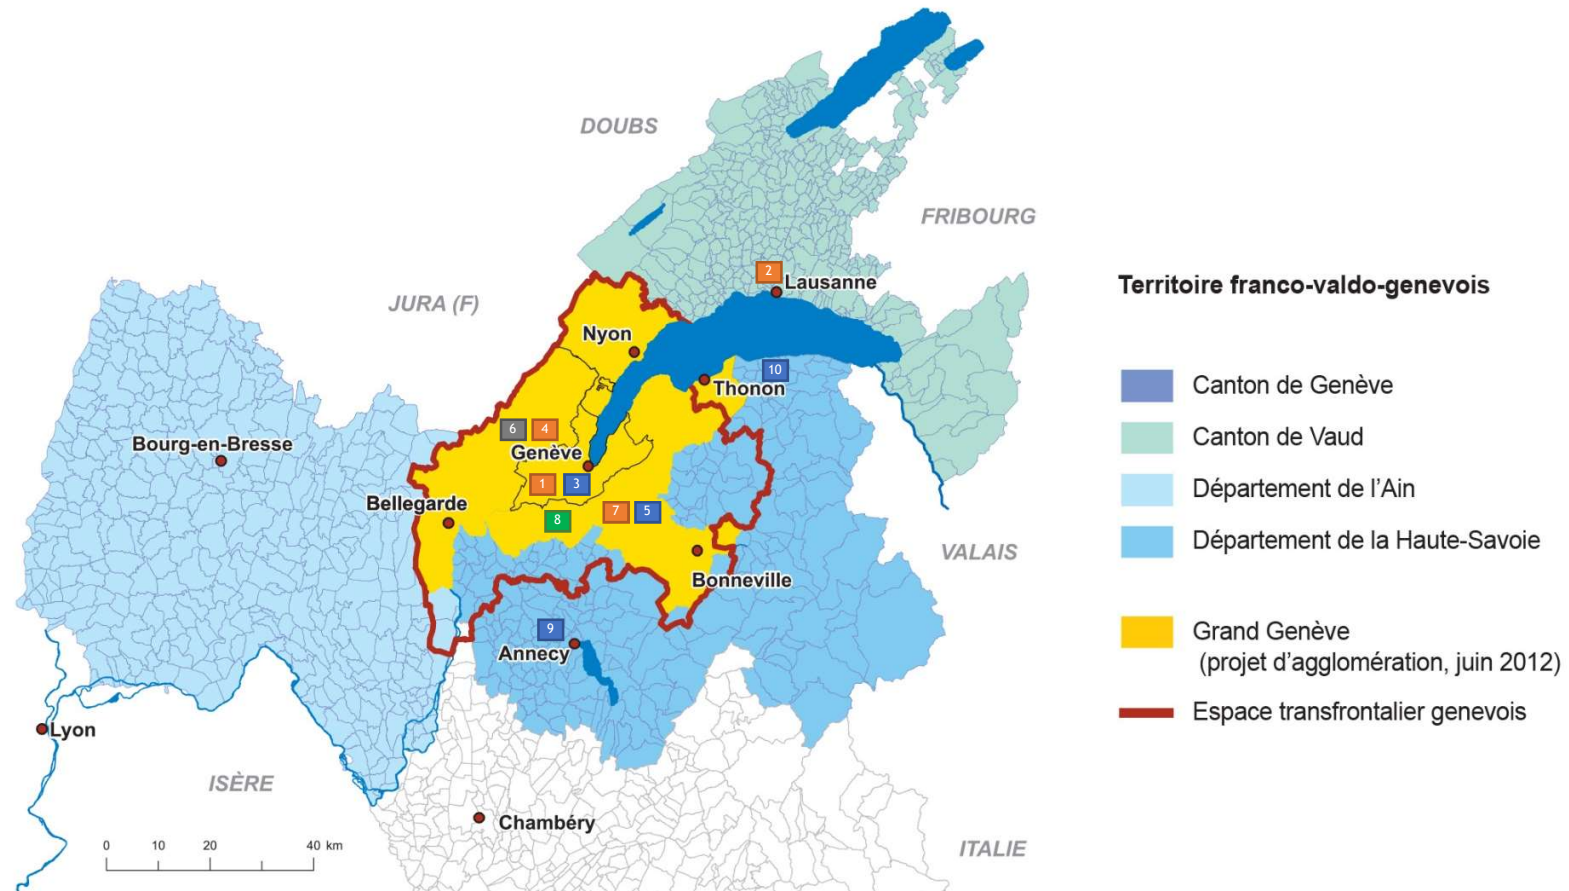 DOUBS
FRIBOURG
2
Lausanne
JURA (F)
Nyon
10
Thonon
6
4
Bourg-en-Bresse
Genève
1
3
Bellegarde
8
7
5
VALAIS
Bonneville
9
Annecy
Lyon
ISÈRE
Chambéry
ITALIE
0 10 20 40 km
Territoire franco-valdo-genevois
Canton de Genève
Canton de Vaud
Département de l’Ain
Département de la Haute-Savoie
Grand Genève
(projet d’agglomération, juin 2012)
Espace transfrontalier genevois